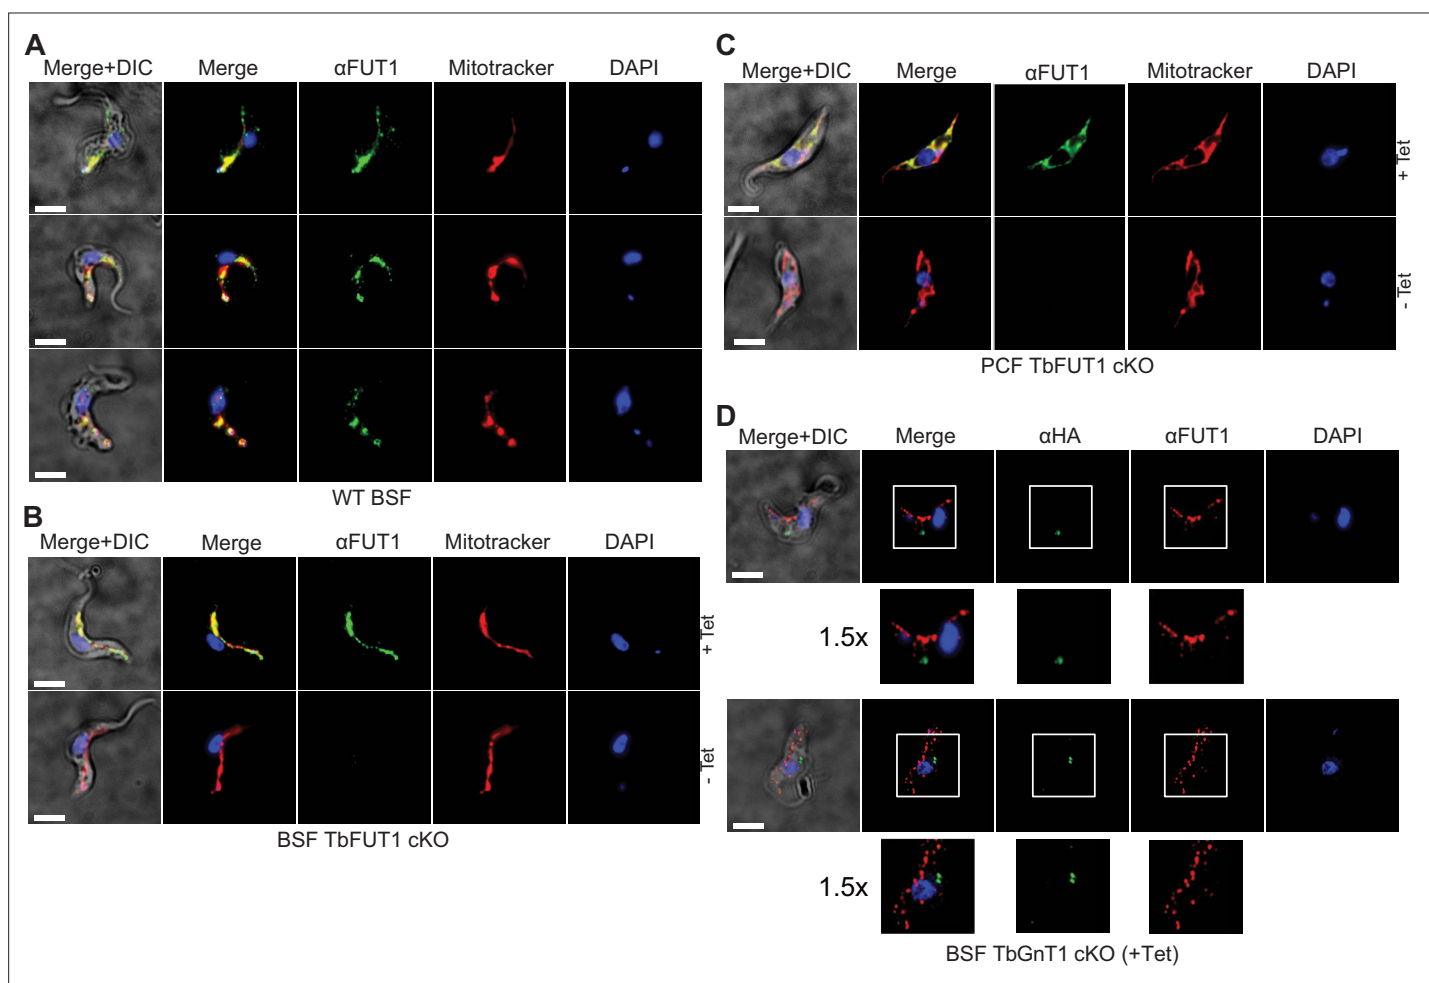 A
Merge+DIC Merge αFUT1 Mitotracker DAPI
WT BSF
B
Merge+DIC Merge αFUT1 Mitotracker DAPI
+ Tet
- Tet
BSF TbFUT1 cKO
C
Merge+DIC Merge αFUT1 Mitotracker DAPI
+ Tet
- Tet
PCF TbFUT1 cKO
D
Merge+DIC Merge αHA αFUT1 DAPI
1.5x
1.5x
BSF TbGnT1 cKO (+Tet)